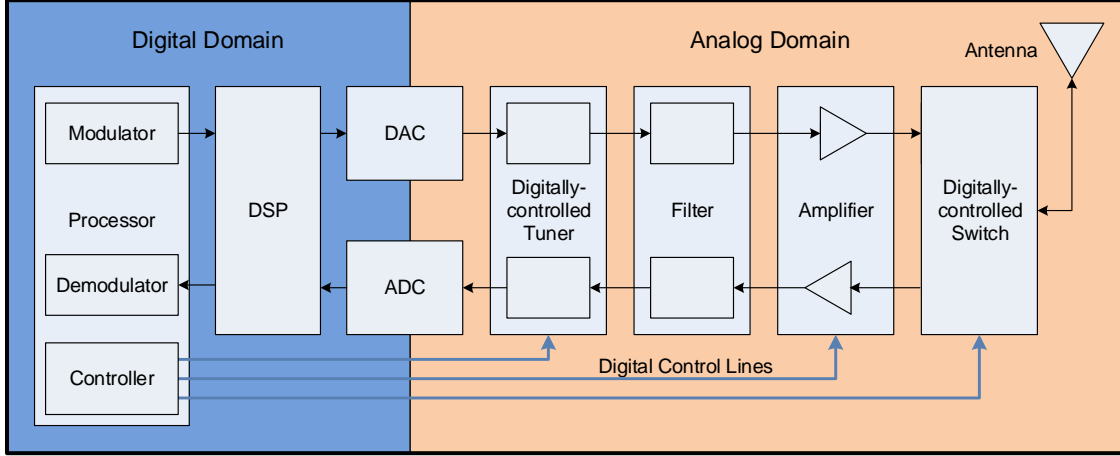 Digital Domain
Analog Domain
Antenna
Modulator
Processor
Demodulator
Controller
DSP
DAC
ADC
Digitally-
controlled
Tuner
Filter
Amplifier
Digitally-
controlled
Switch
Digital Control Lines